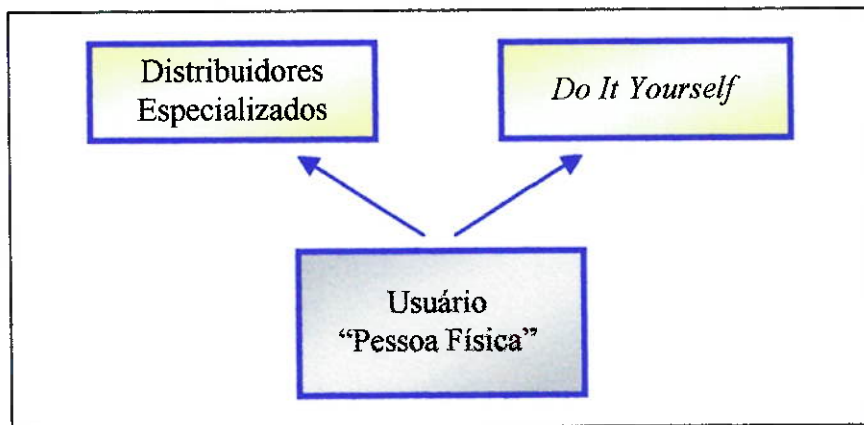 Distribuidores
Especializados
Do It Yourself
Usuário
“Pessoa Física”